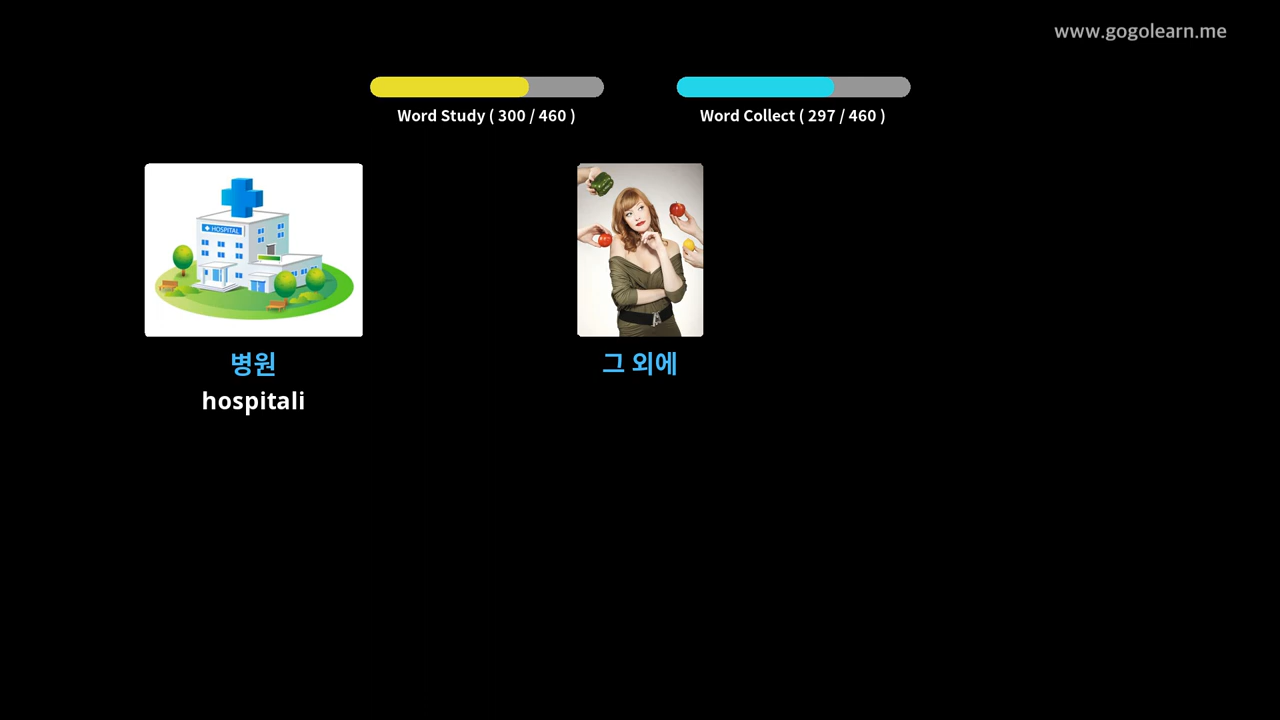 www.gogolearn.me
Word Study ( 300 / 460 )
Word Collect ( 297 / 460 )
HOSPITAL
병원
hospitali
그 외에